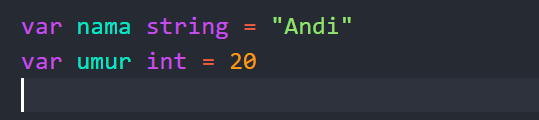 var nama string = "Andi"
var umur int = 20